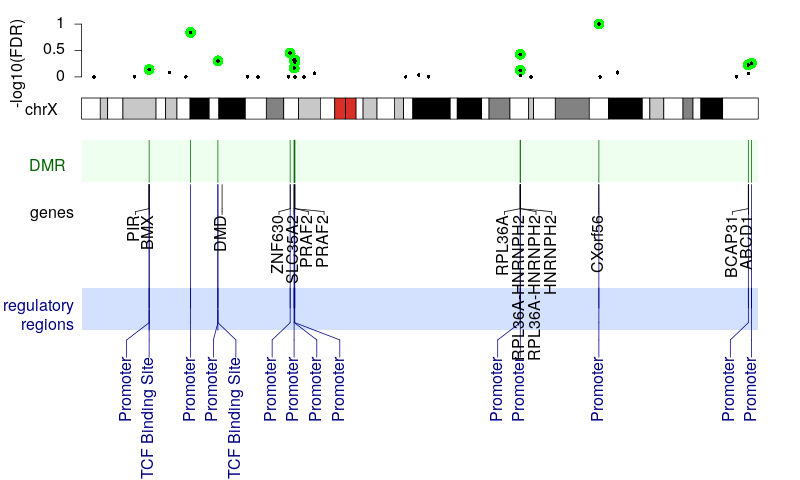 -log10(FDR)
1
0.5
0
chrX
DMR
genes
PIR
BMX
DMD
ZNF630
SLC35A2
PRAF2
PRAF2
RPL36A
RPL36A-HNRNPH2
RPL36A-HNRNPH2
HNRNPH2
CXorf56
BCAP31
ABCD1
regulatory
regions
Promoter
TCF Binding Site
Promoter
Promoter
TCF Binding Site
Promoter
Promoter
Promoter
Promoter
Promoter
Promoter
Promoter
Promoter
Promoter